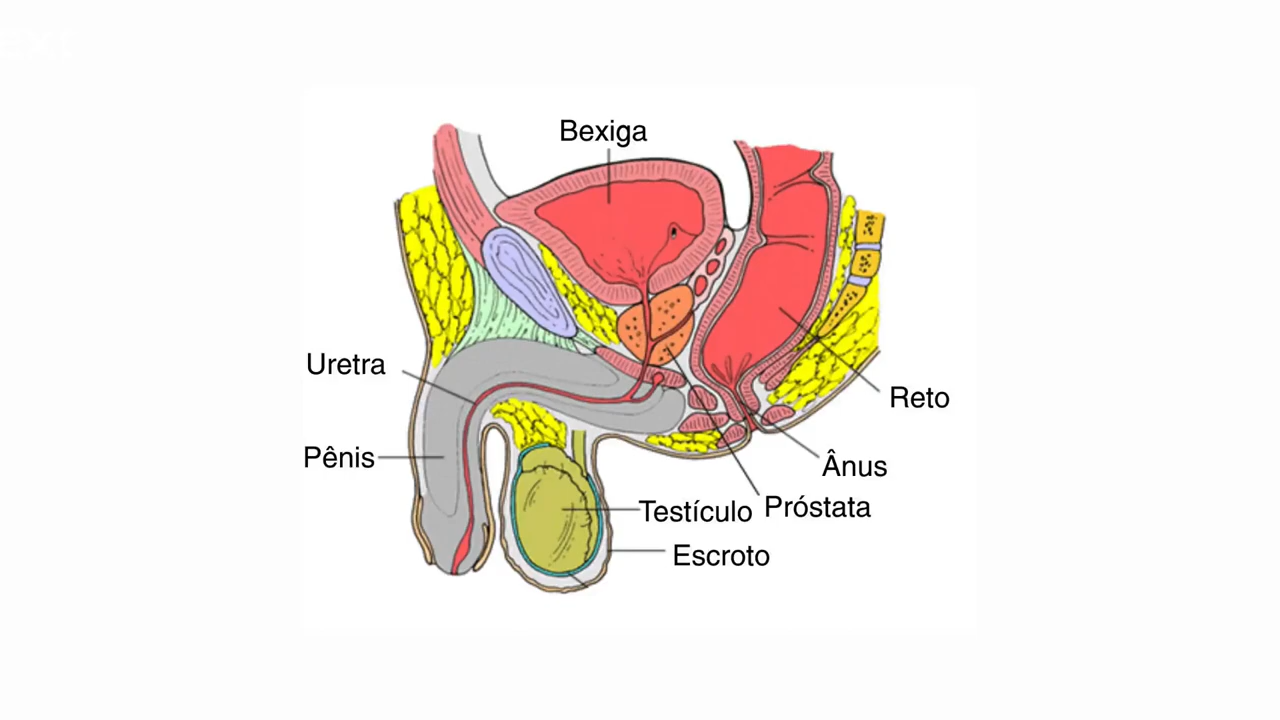 Bexiga
Uretra
Reto
Pênis
Ânus
Próstata
Testículo
Escroto